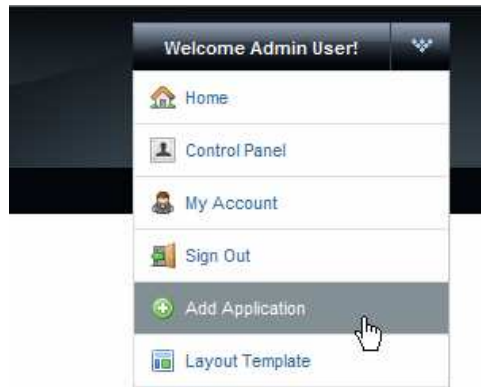 Welcome Admin User!
Home
Control Panel
My Account
Sign Out
Add Application
Layout Template